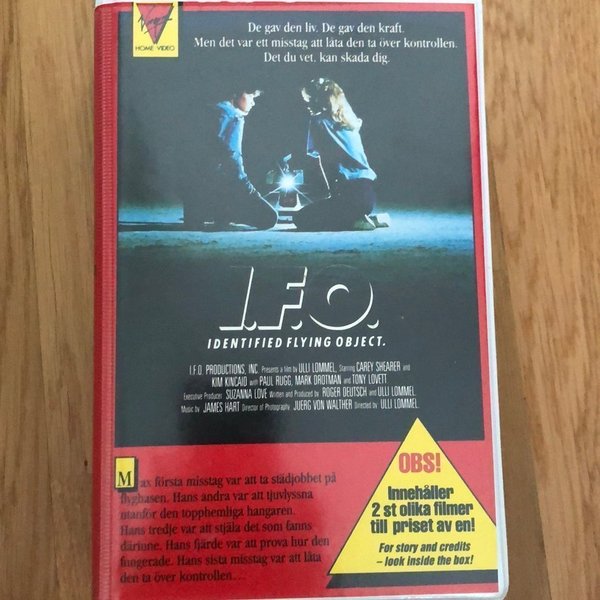 Virgin
HOME VIDEO
De gav den liv. De gav den kraft.
Men det var ett misstag att låta den ta över kontrollen.
Det du vet, kan skada dig.
I.F.O.
IDENTIFIED FLYING OBJECT.
I.F.O. PRODUCTIONS, INC. Presents a film by ULLI LOMMEL, Starring CAREY SHEARER and
KIM KINCAID with PAUL RUGG, MARK DROTMAN and TONY LOVETT
Executive Producer SUZANNA LOVE Written and Produced by ROGER DEUTSCH and ULLI LOMMEL.
Music by JAMES HART Director of Photography JUERG VON WALTHER Directed by ULLI LOMMEL.
Max första misstag var att ta städjobbet på
flygbasen. Hans andra var att tjuvlyssna
utanför den topphemliga hangaren.
Hans tredje var att stjäla det som fanns
därinne. Hans fjärde var att prova hur den
fungerade. Hans sista misstag var att låta
den ta över kontrollen...
OBS!
Innehåller
2 st olika filmer
till priset av en!
For story and credits
– look inside the box!